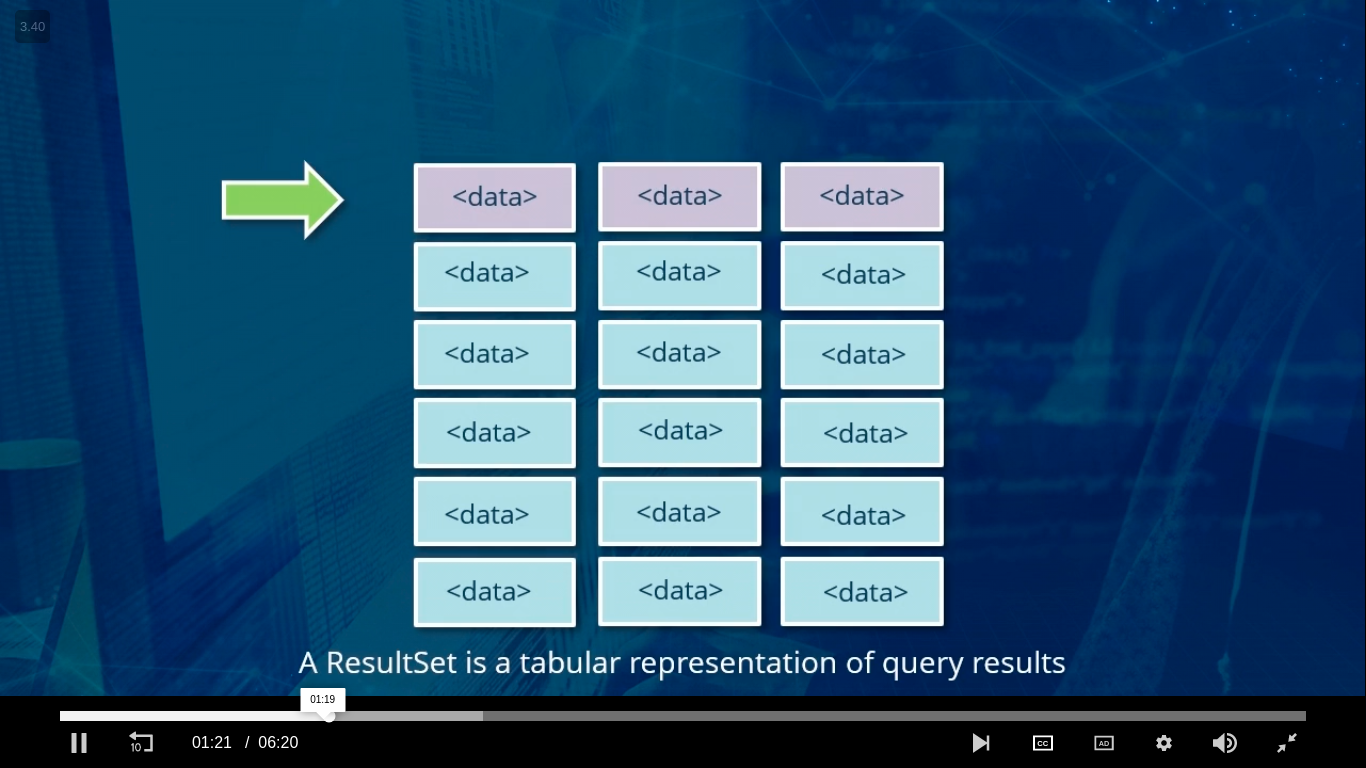 3.40
<data> <data> <data>
<data> <data> <data>
<data> <data> <data>
<data> <data> <data>
<data> <data> <data>
<data> <data> <data>
A ResultSet is a tabular representation of query results
01:19
10 01:21 / 06:20 CC AD